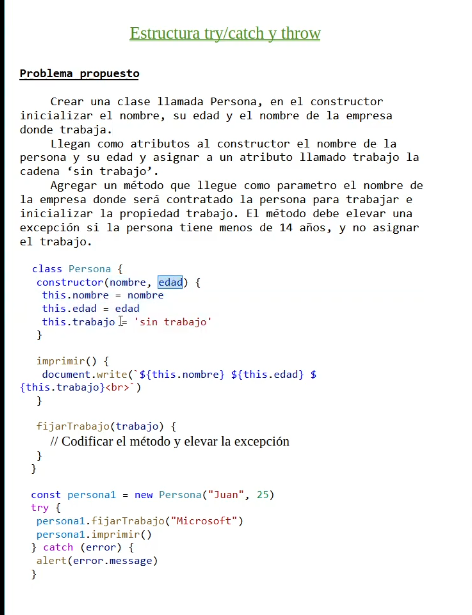 Estructura try/catch y throw
Problema propuesto
Crear una clase llamada Persona, en el constructor
inicializar el nombre, su edad y el nombre de la empresa
donde trabaja.
Llegan como atributos al constructor el nombre de la
persona y su edad y asignar a un atributo llamado trabajo la
cadena ‘sin trabajo’.
Agregar un método que llegue como parametro el nombre de
la empresa donde será contratado la persona para trabajar e
inicializar la propiedad trabajo. El método debe elevar una
excepción si la persona tiene menos de 14 años, y no asignar
el trabajo.
class Persona {
constructor(nombre, edad) {
this.nombre = nombre
this.edad = edad
this.trabajo = 'sin trabajo'
}
imprimir() {
document.write(`${this.nombre} ${this.edad} $
{this.trabajo}<br>`)
}
fijarTrabajo(trabajo) {
// Codificar el método y elevar la excepción
}
}
const persona1 = new Persona("Juan", 25)
try {
persona1.fijarTrabajo("Microsoft")
persona1.imprimir()
} catch (error) {
alert(error.message)
}